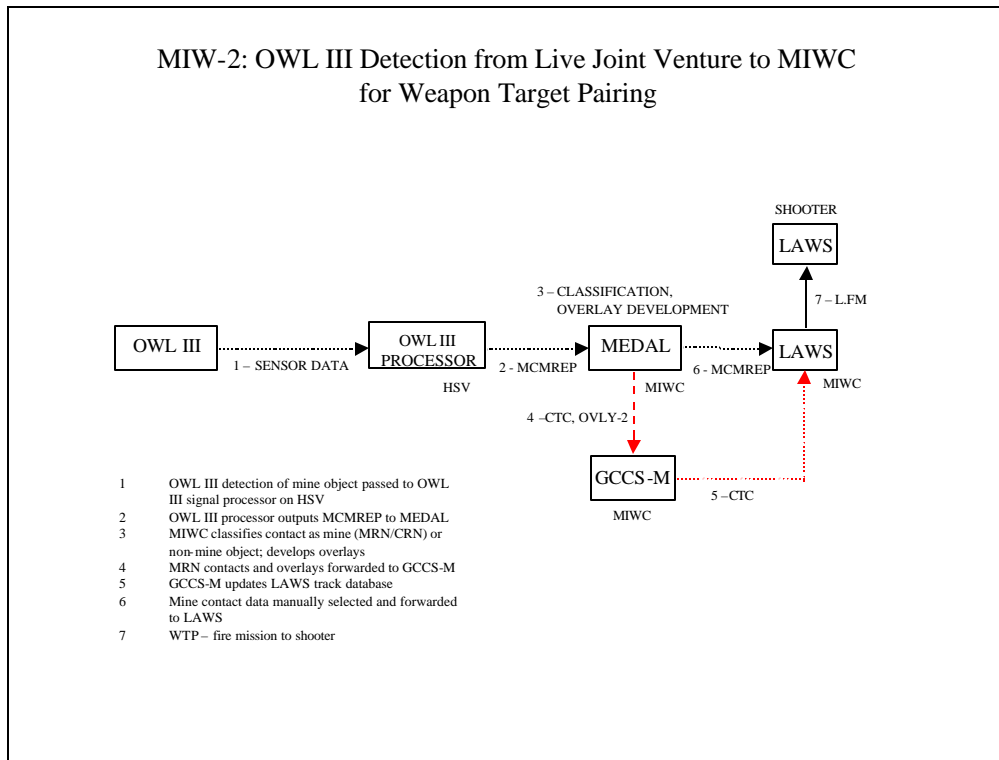 MIW-2: OWL III Detection from Live Joint Venture to MIWC
for Weapon Target Pairing
SHOOTER
LAWS
7 – L.FM
3 – CLASSIFICATION,
OVERLAY DEVELOPMENT
OWL III
1 – SENSOR DATA
OWL III
PROCESSOR
HSV
2 - MCMREP
MEDAL
MIWC
6 - MCMREP
LAWS
MIWC
4 –CTC, OVLY-2
GCCS-M
MIWC
5 –CTC
1 OWL III detection of mine object passed to OWL
III signal processor on HSV
2 OWL III processor outputs MCMREP to MEDAL
3 MIWC classifies contact as mine (MRN/CRN) or
non-mine object; develops overlays
4 MRN contacts and overlays forwarded to GCCS-M
5 GCCS-M updates LAWS track database
6 Mine contact data manually selected and forwarded
to LAWS
7 WTP – fire mission to shooter